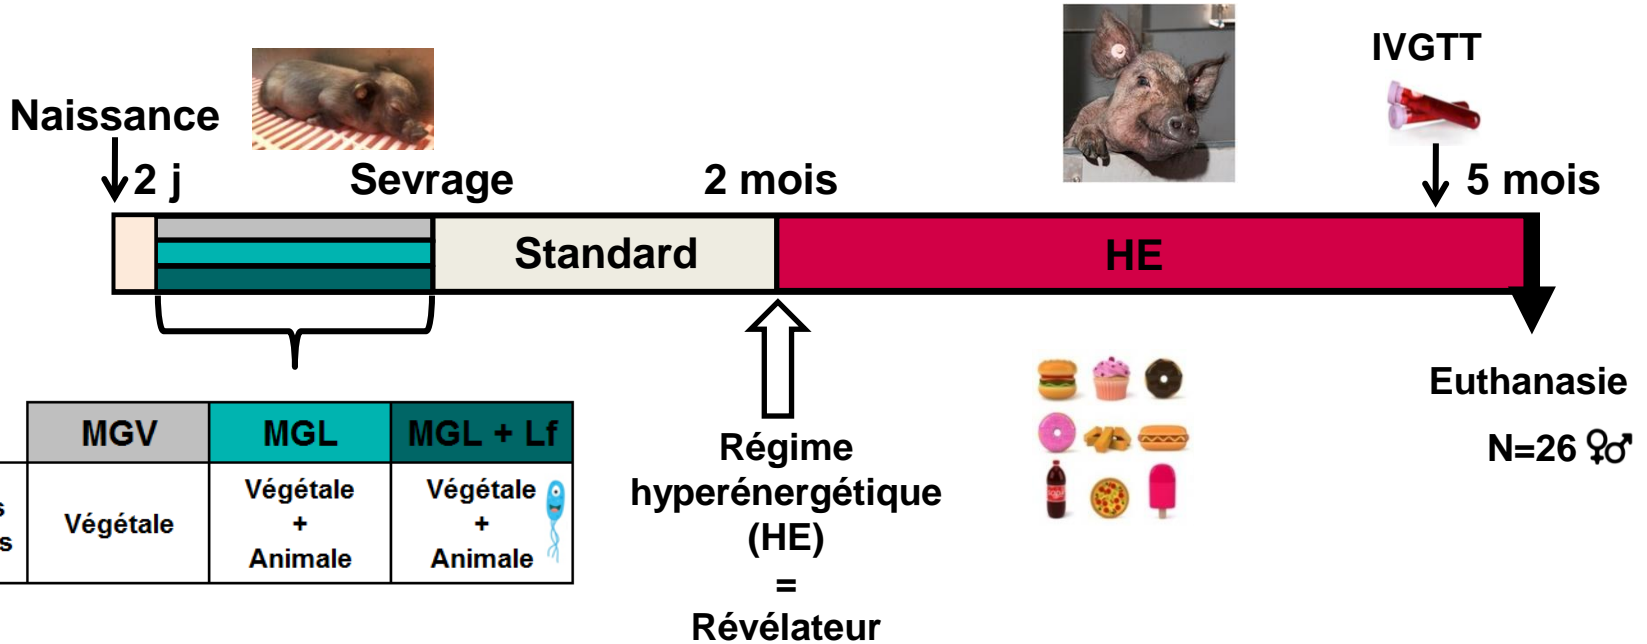 IVGTT
Naissance
2 j
Sevrage
2 mois
5 mois
Standard
HE
MGV
MGL
MGL + Lf
Végétale
Végétale
+
Animale
Végétale
+
Animale
Régime
hyperénergétique
(HE)
=
Révélateur
Euthanasie
N=26 ♀♂